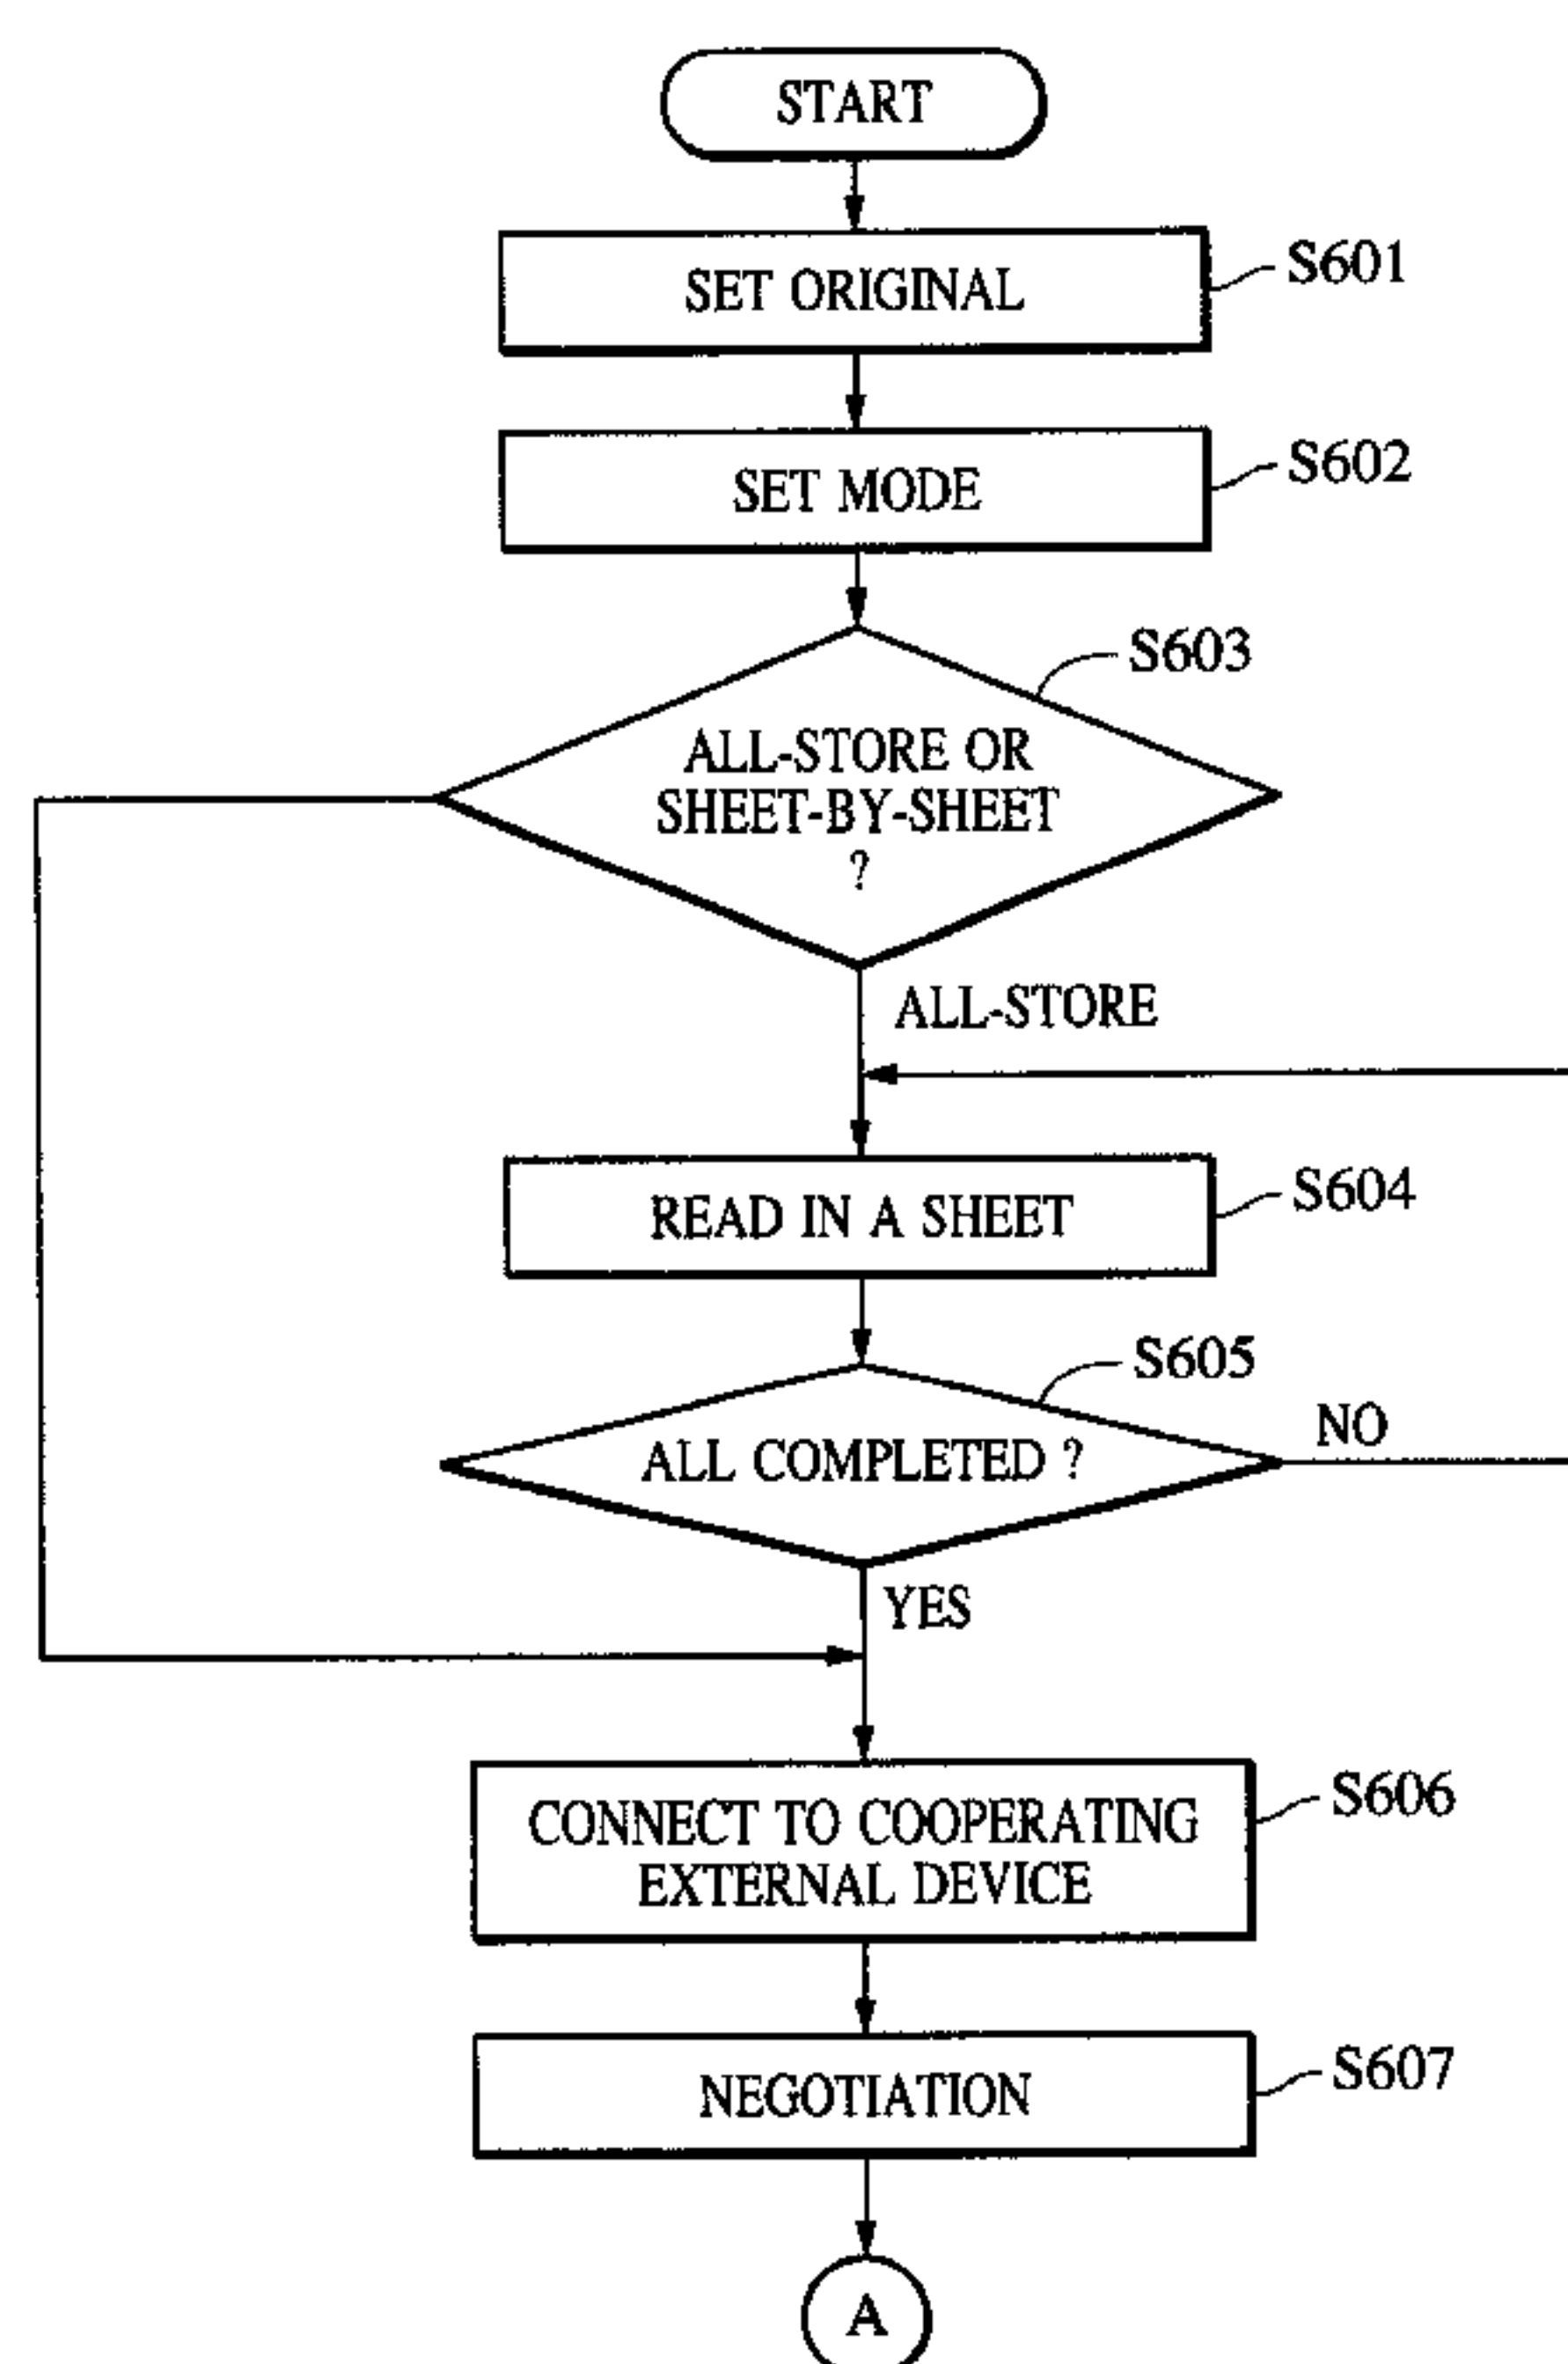 START
SET ORIGINAL
S601
SET MODE
S602
S603
ALL-STORE OR
SHEET-BY-SHEET
?
ALL-STORE
READ IN A SHEET
S604
S605
ALL COMPLETED ?
NO
YES
CONNECT TO COOPERATING
EXTERNAL DEVICE
S606
NEGOTIATION
S607
A